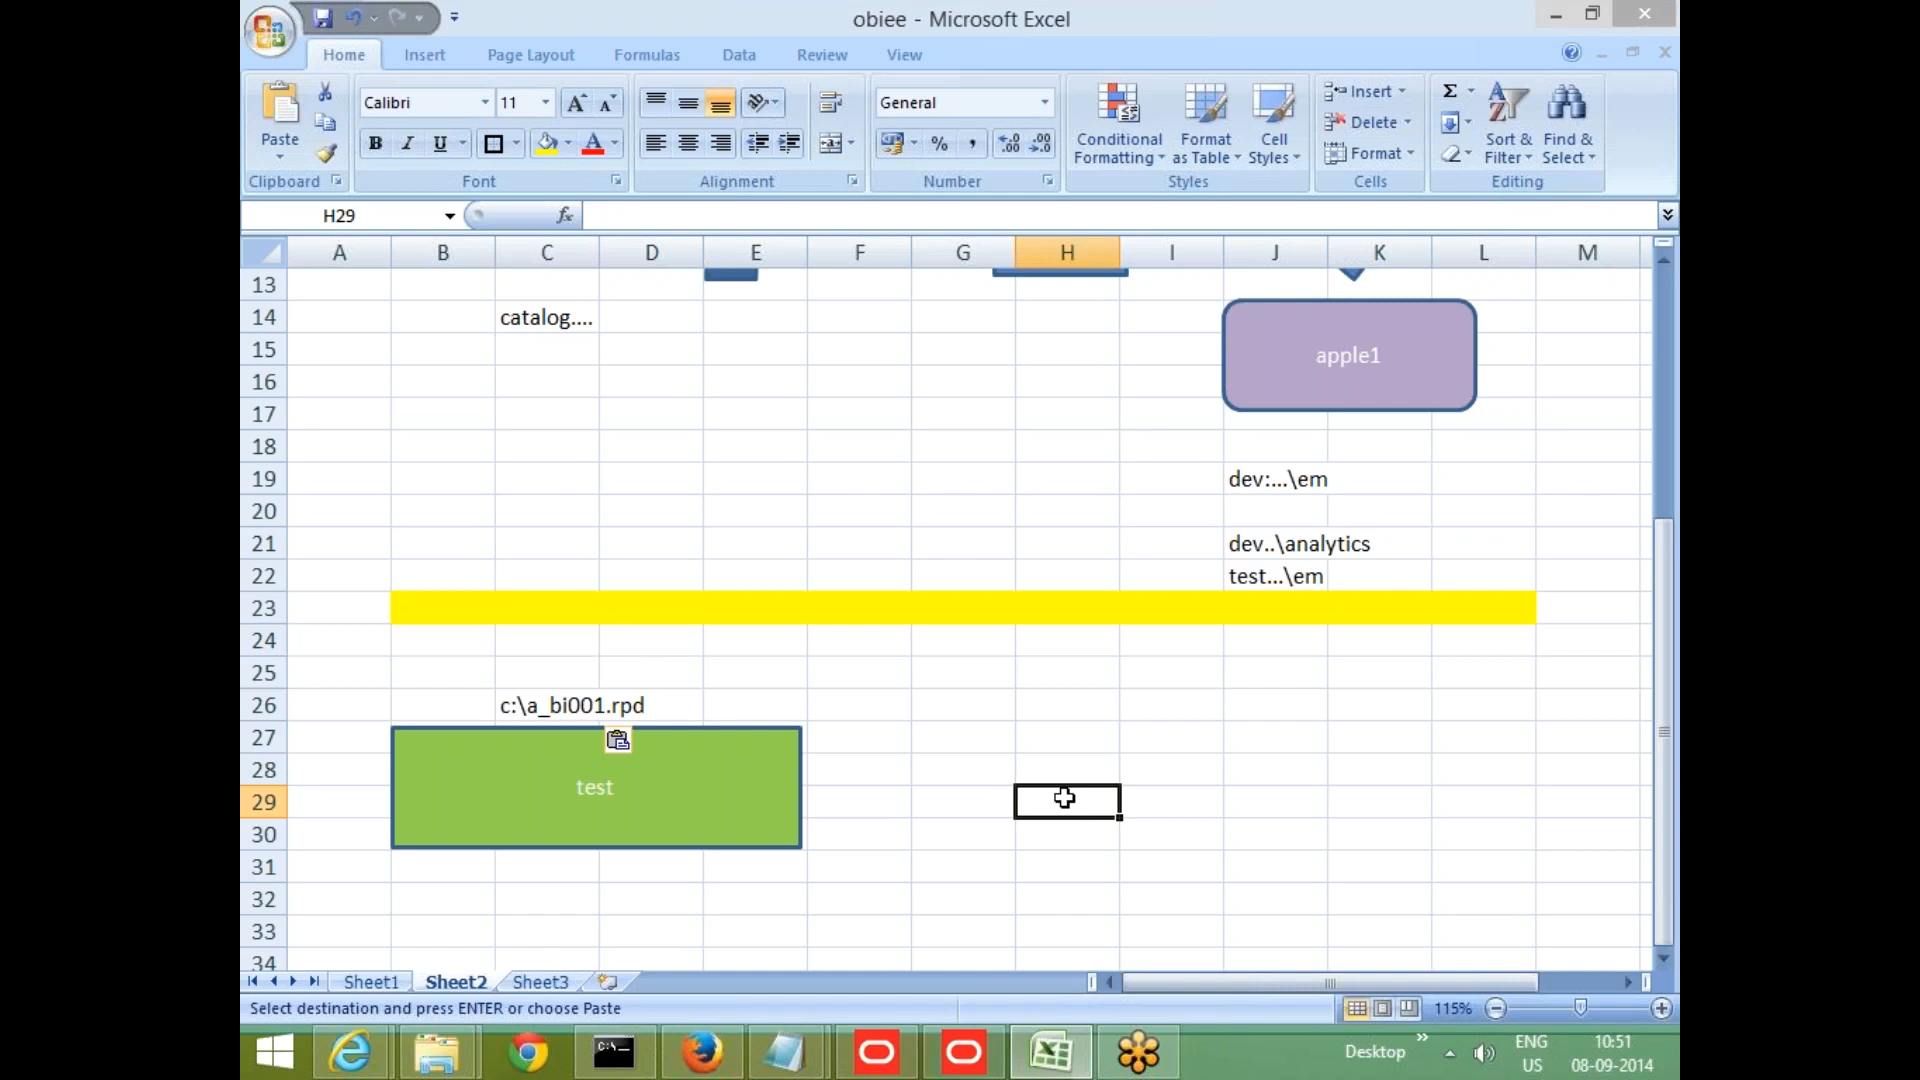 obiee - Microsoft Excel
Home Insert Page Layout Formulas Data Review View
Paste
Clipboard
Calibri 11
B I U A
Font
Alignment
General
% ,
Number
Conditional Formatting
Format as Table
Cell Styles
Styles
Insert
Delete
Format
Cells
Σ
Sort & Filter
Find & Select
Editing
H29 fx
A B C D E F G H I J K L M
13
14 catalog....
15 apple1
16
17
18
19 dev:...\em
20
21 dev..\analytics
22 test...\em
23
24
25
26 c:\a_bi001.rpd
27
28 test
29
30
31
32
33
34
Sheet1 Sheet2 Sheet3
Select destination and press ENTER or choose Paste 115%
Desktop
ENG
US
10:51
08-09-2014